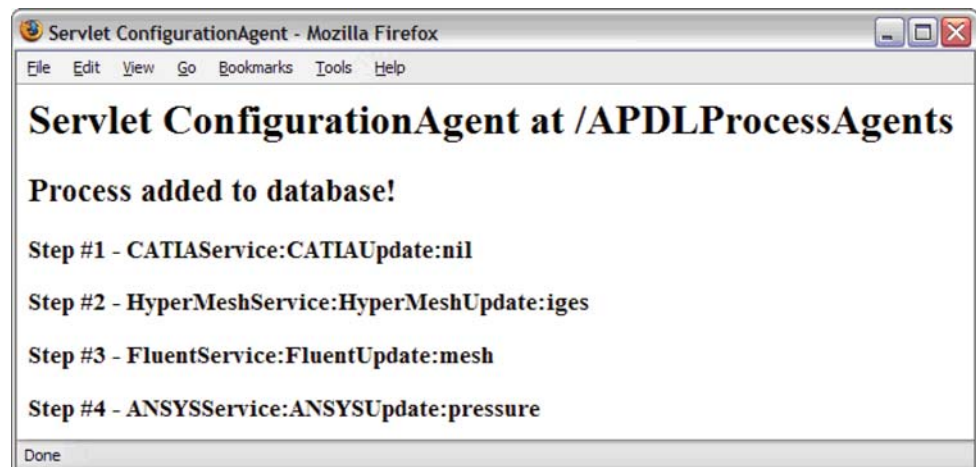 Servlet ConfigurationAgent - Mozilla Firefox
File Edit View Go Bookmarks Tools Help
Servlet ConfigurationAgent at /APDLProcessAgents
Process added to database!
Step #1 - CATIAService:CATIAUpdate:nil
Step #2 - HyperMeshService:HyperMeshUpdate:iges
Step #3 - FluentService:FluentUpdate:mesh
Step #4 - ANSYSService:ANSYSUpdate:pressure
Done